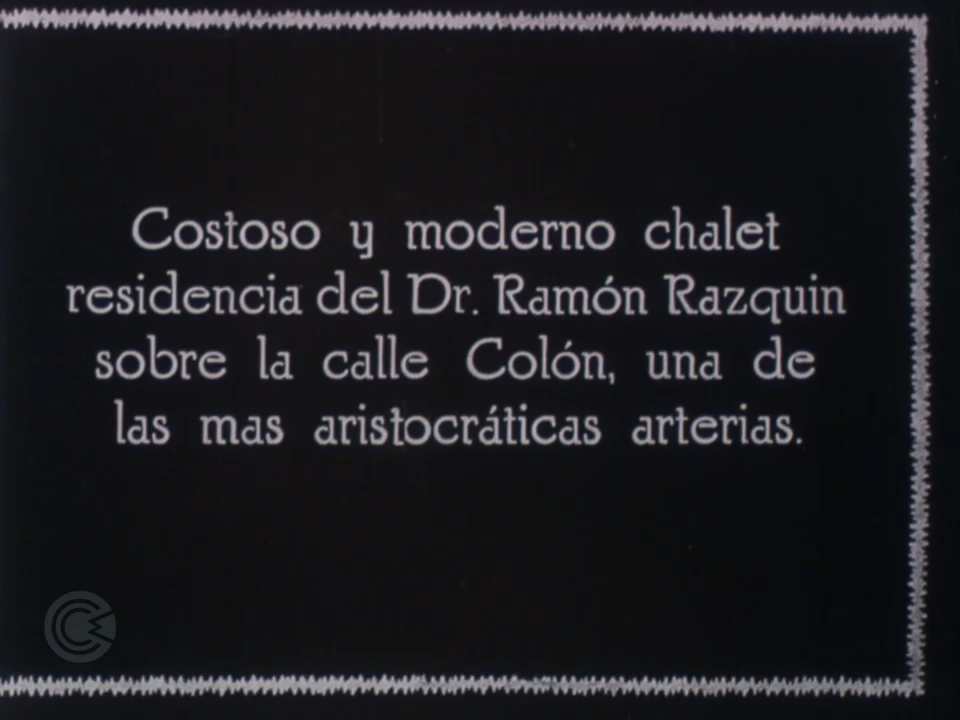 Costoso y moderno chalet
residencia del Dr. Ramón Razquin
sobre la calle Colón, una de
las mas aristocráticas arterias.